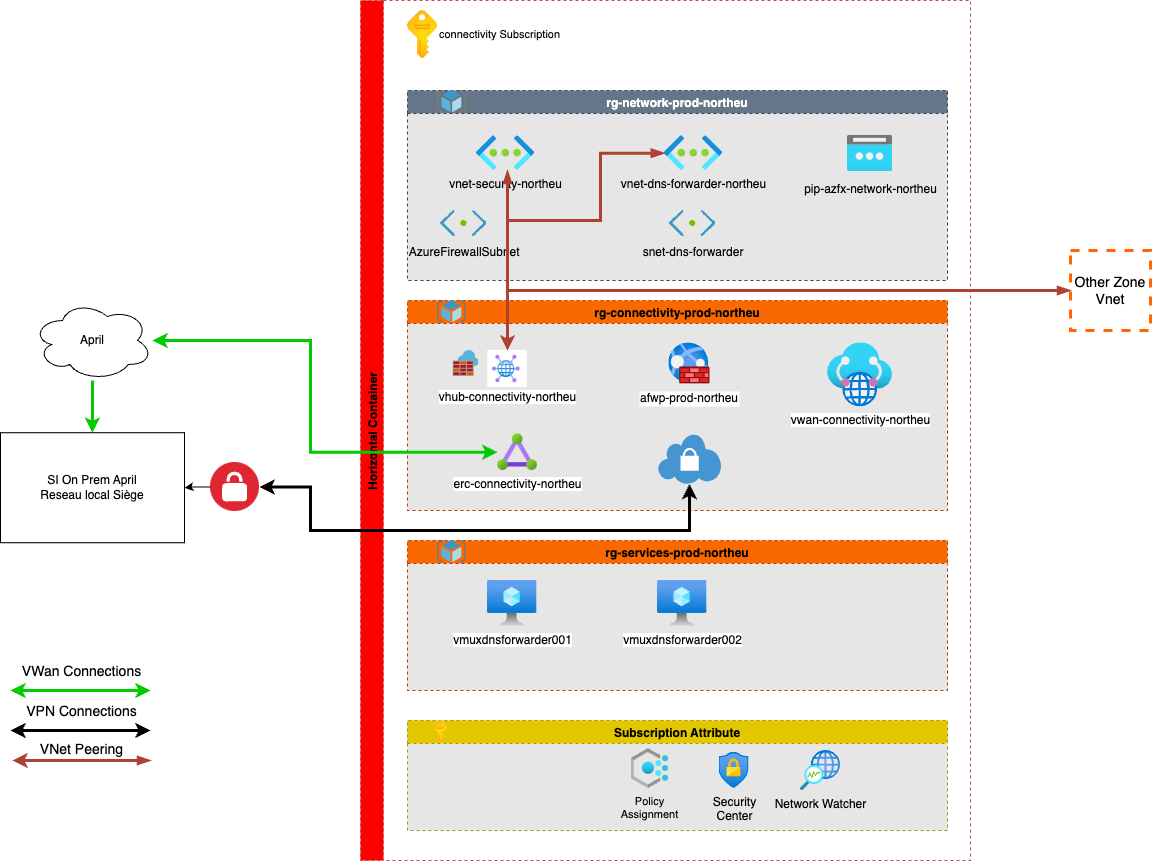 connectivity Subscription
rg-network-prod-northeu
vnet-security-northeu
vnet-dns-forwarder-northeu
pip-azfx-network-northeu
AzureFirewallSubnet
snet-dns-forwarder
Other Zone
Vnet
rg-connectivity-prod-northeu
April
vhub-connectivity-northeu
afwp-prod-northeu
vwan-connectivity-northeu
Horizontal Container
SI On Prem April
Reseau local Siège
erc-connectivity-northeu
rg-services-prod-northeu
vmuxdnsforwarder001
vmuxdnsforwarder002
VWan Connections
VPN Connections
VNet Peering
Subscription Attribute
Policy
Assignment
Security
Center
Network Watcher